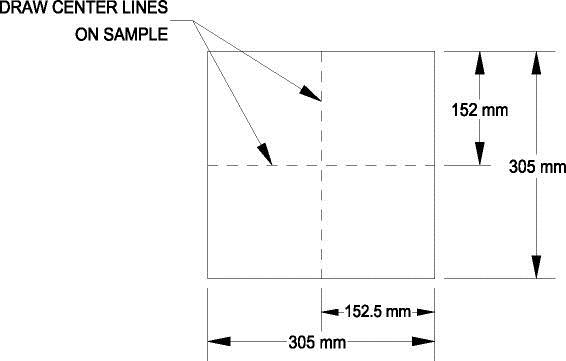 DRAW CENTER LINES
ON SAMPLE
152 mm
305 mm
152.5 mm
305 mm